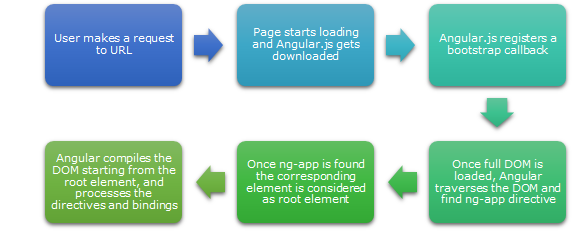 User makes a request
to URL
Page starts loading
and Angular.js gets
downloaded
Angular.js registers a
bootstrap callback
Once full DOM is
loaded, Angular
traverses the DOM and
find ng-app directive
Once ng-app is found
the corresponding
element is considered
as root element
Angular compiles the
DOM starting from the
root element, and
processes the
directives and bindings